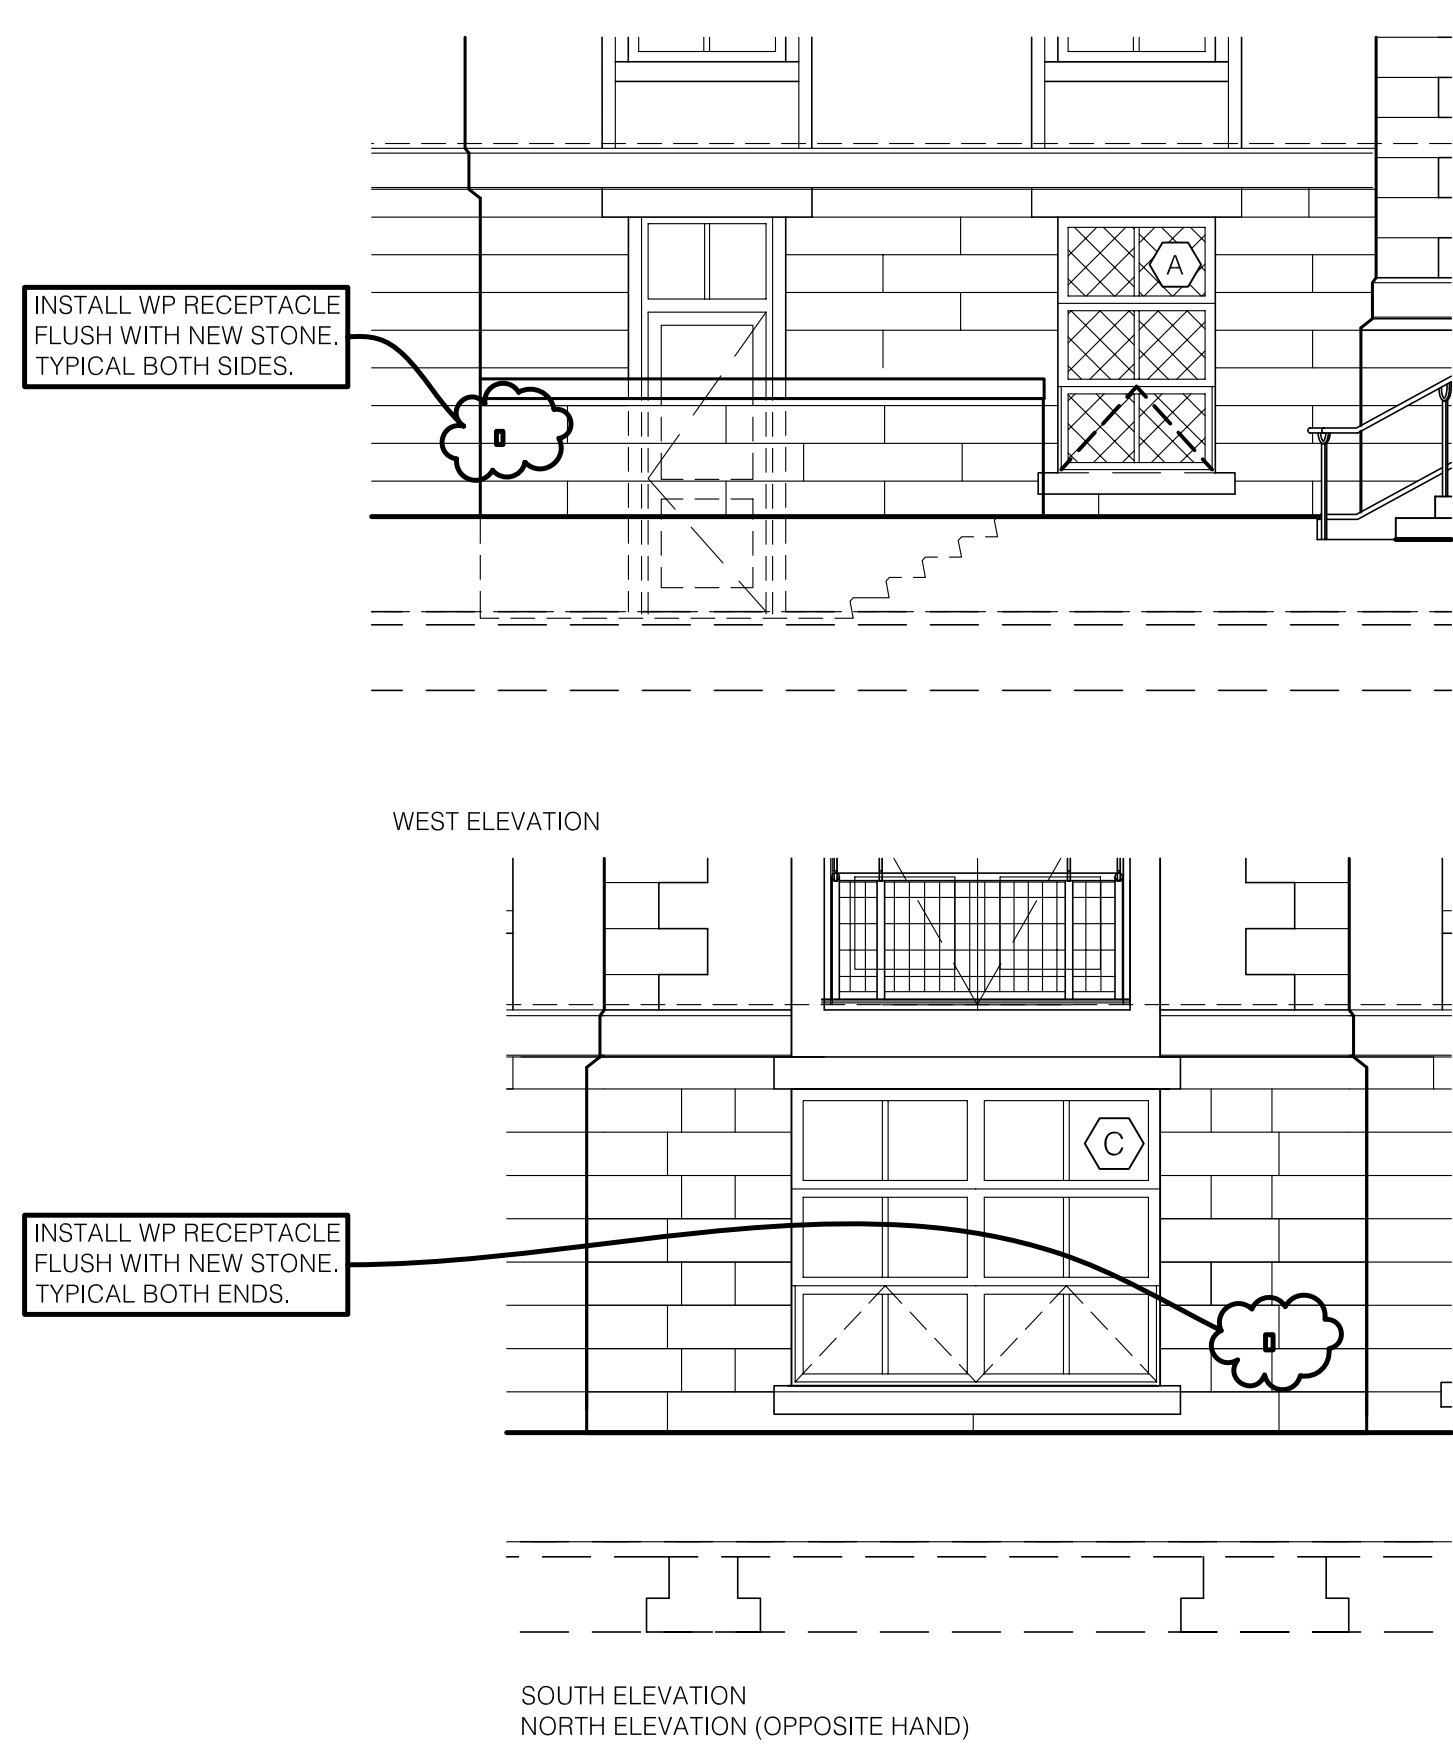 INSTALL WP RECEPTACLE
FLUSH WITH NEW STONE.
TYPICAL BOTH SIDES.
A
WEST ELEVATION
C
INSTALL WP RECEPTACLE
FLUSH WITH NEW STONE.
TYPICAL BOTH ENDS.
SOUTH ELEVATION
NORTH ELEVATION (OPPOSITE HAND)